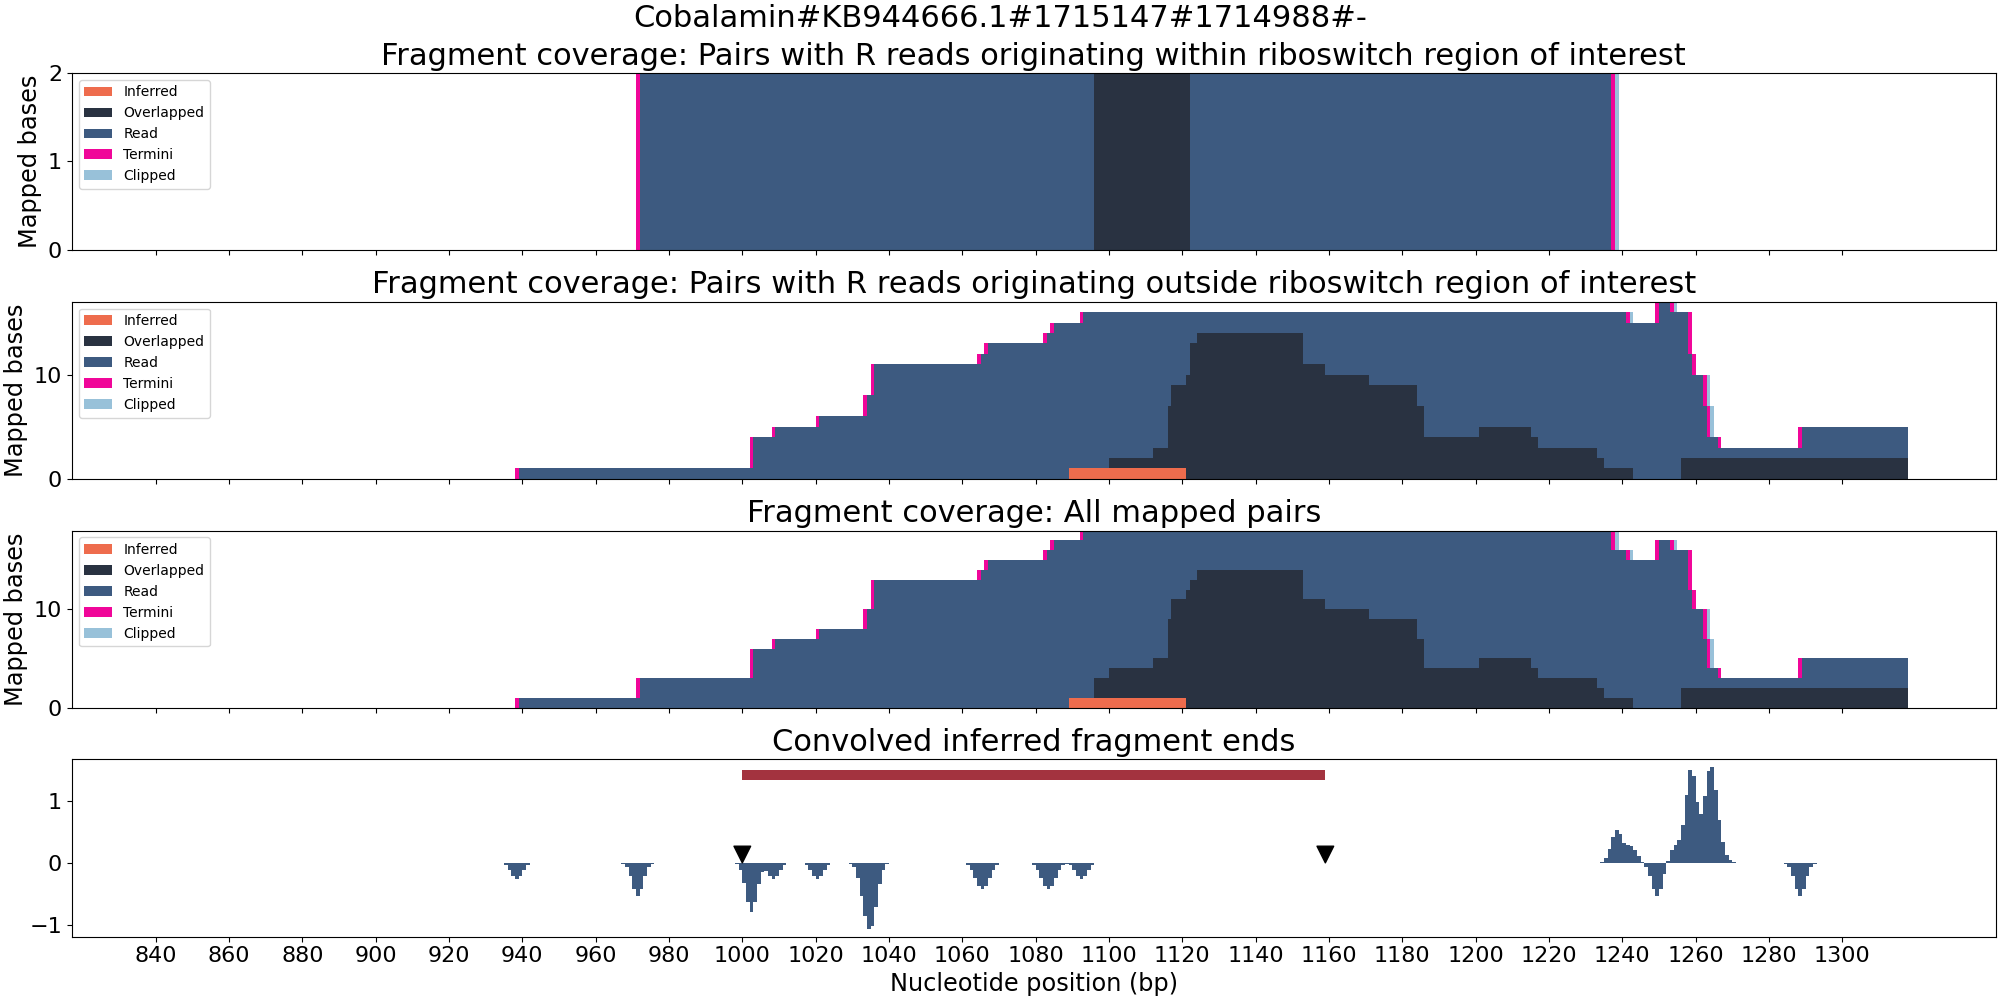 Cobalamin#KB944666.1#1715147#1714988#-
Fragment coverage: Pairs with R reads originating within riboswitch region of interest
Mapped bases
2
1
0
Inferred
Overlapped
Read
Termini
Clipped
Fragment coverage: Pairs with R reads originating outside riboswitch region of interest
Mapped bases
10
0
Inferred
Overlapped
Read
Termini
Clipped
Fragment coverage: All mapped pairs
Mapped bases
10
0
Inferred
Overlapped
Read
Termini
Clipped
Convolved inferred fragment ends
1
0
−1
840 860 880 900 920 940 960 980 1000 1020 1040 1060 1080 1100 1120 1140 1160 1180 1200 1220 1240 1260 1280 1300
Nucleotide position (bp)